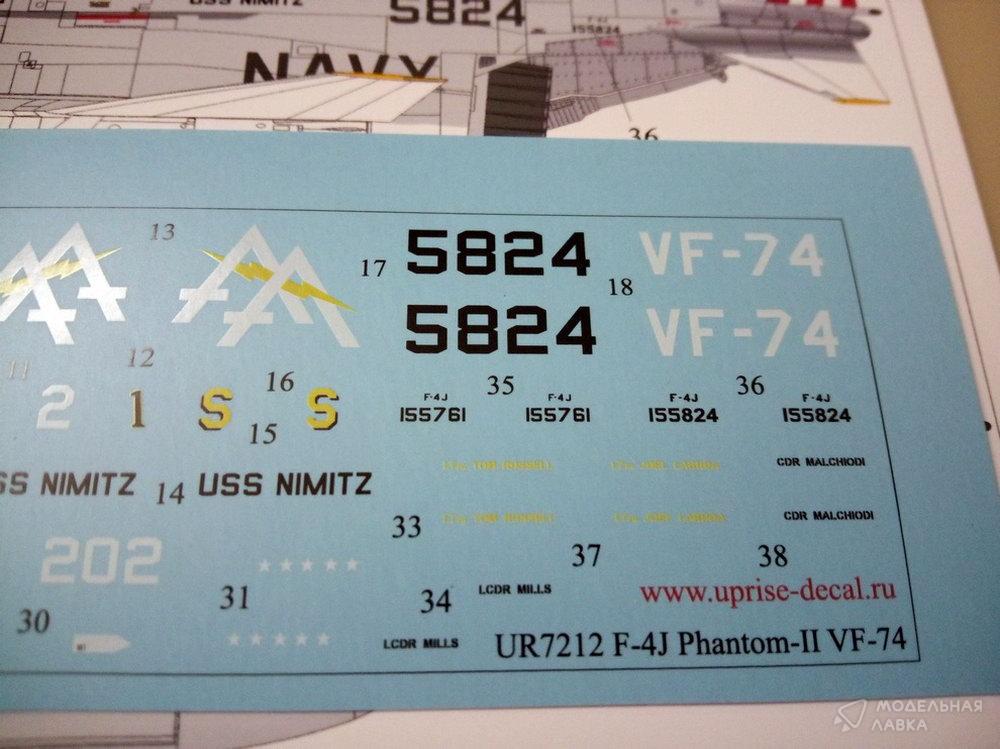 USS NIMITZ
5824
F-4J
155824
NAVY
36
13
17
5824
VF-74
18
5824
VF-74
11
12
16
35
36
2
1
S
S
15
F-4J
155761
F-4J
155761
F-4J
155824
F-4J
155824
SS NIMITZ
14
USS NIMITZ
CDR MALCHIODI
33
CDR MALCHIODI
202
37
38
30
31
34
LCDR MILLS
www.uprise-decal.ru
LCDR MILLS
UR7212 F-4J Phantom-II VF-74
МОДЕЛЬНАЯ
ЛАВКА